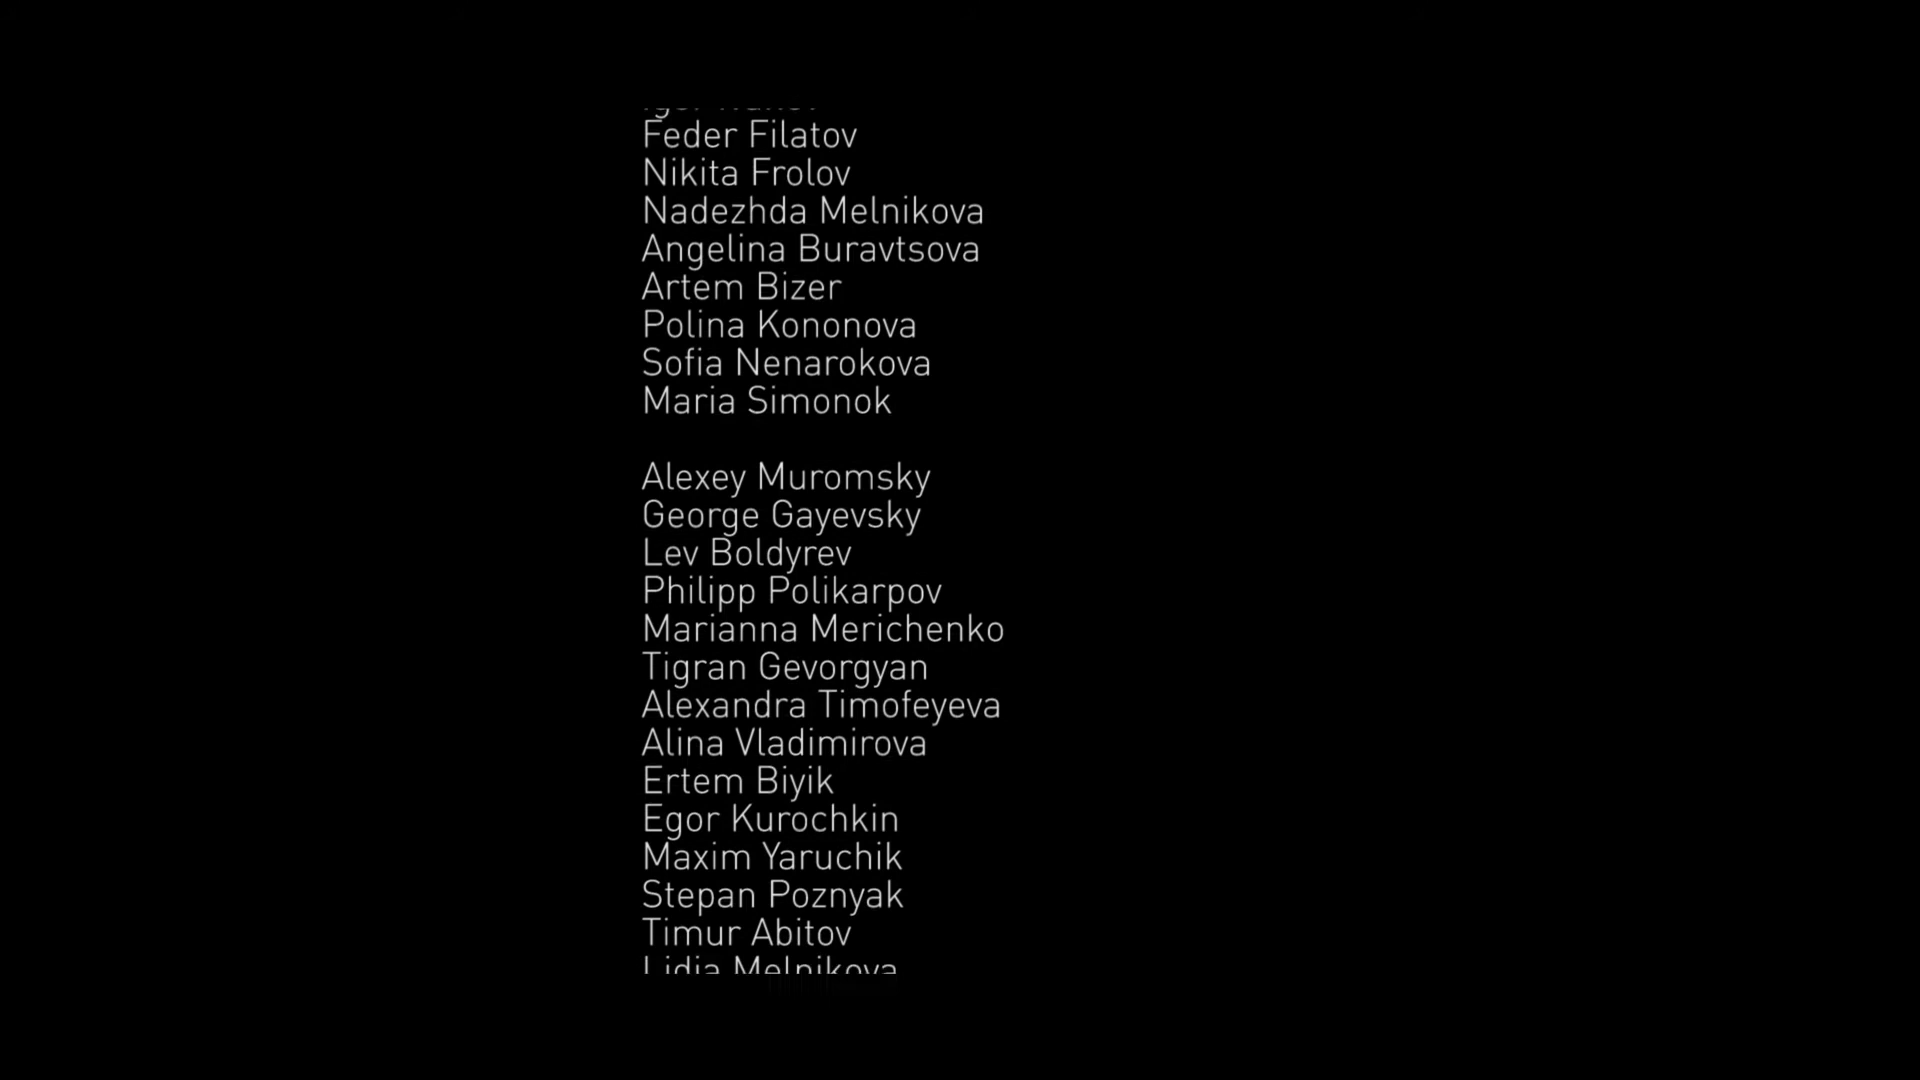 Feder Filatov
Nikita Frolov
Nadezhda Melnikova
Angelina Buravtsova
Artem Bizer
Polina Kononova
Sofia Nenarokova
Maria Simonok
Alexey Muromsky
George Gayevsky
Lev Boldyrev
Philipp Polikarpov
Marianna Merichenko
Tigran Gevorgyan
Alexandra Timofeyeva
Alina Vladimirova
Ertem Biyik
Egor Kurochkin
Maxim Yaruchik
Stepan Poznyak
Timur Abitov
Lidia Melnikova